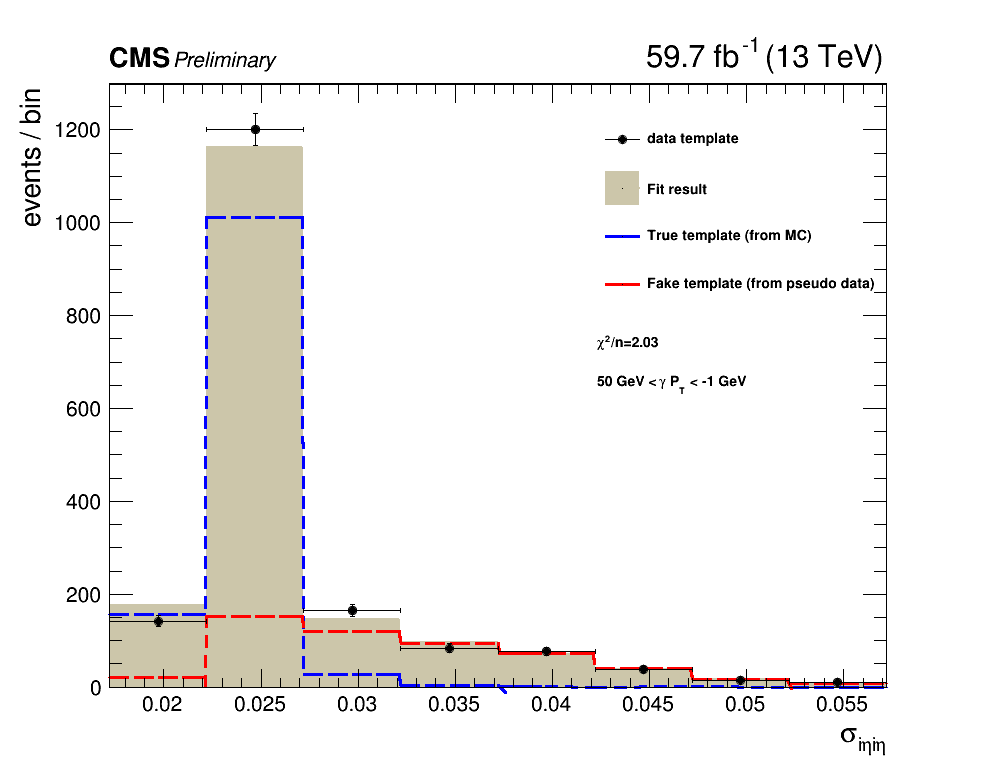 CMS Preliminary 59.7 fb⁻¹ (13 TeV)
events / bin
1200
1000
800
600
400
200
0
data template
Fit result
True template (from MC)
Fake template (from pseudo data)
χ²/n=2.03
50 GeV < γ P_T < -1 GeV
0.02 0.025 0.03 0.035 0.04 0.045 0.05 0.055
σ_iηiη